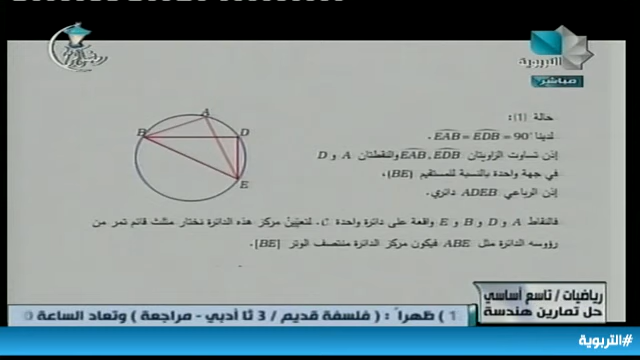 التربوية
مباشر
حالة (1):
لدينا EAB = EDB = 90° .
إذن تساوت الزاويتان EAB, EDB والنقطتان A و D
في جهة واحدة بالنسبة للمستقيم (BE)،
إذن الرباعي ADEB دائري.
A
B
D
E
فالنقاط A و D و B و E واقعة على دائرة واحدة C. لتعيّين مركز هذه الدائرة نختار مثلث قائم تمر من
رؤوسه الدائرة مثل ABE فيكون مركز الدائرة منتصف الوتر [BE].
رياضيات / تاسع أساسي
حل تمارين هندسة
1 ) ظهراً : ( فلسفة قديم / 3 ثا أدبي - مراجعة ) وتعاد الساعة
#التربوية